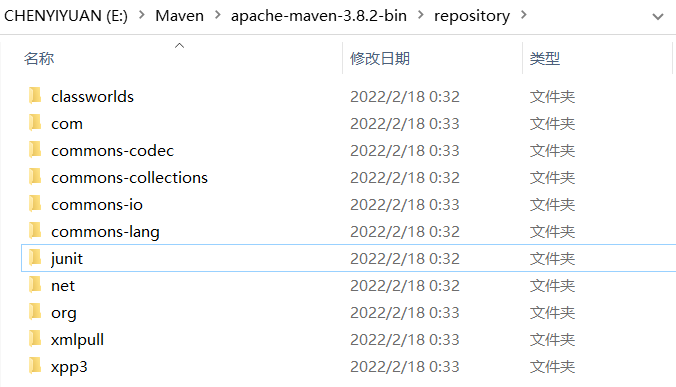 CHENYIYUAN (E:) > Maven > apache-maven-3.8.2-bin > repository >
名称 修改日期 类型
classworlds 2022/2/18 0:32 文件夹
com 2022/2/18 0:33 文件夹
commons-codec 2022/2/18 0:33 文件夹
commons-collections 2022/2/18 0:32 文件夹
commons-io 2022/2/18 0:33 文件夹
commons-lang 2022/2/18 0:32 文件夹
junit 2022/2/18 0:32 文件夹
net 2022/2/18 0:32 文件夹
org 2022/2/18 0:33 文件夹
xmlpull 2022/2/18 0:33 文件夹
xpp3 2022/2/18 0:33 文件夹